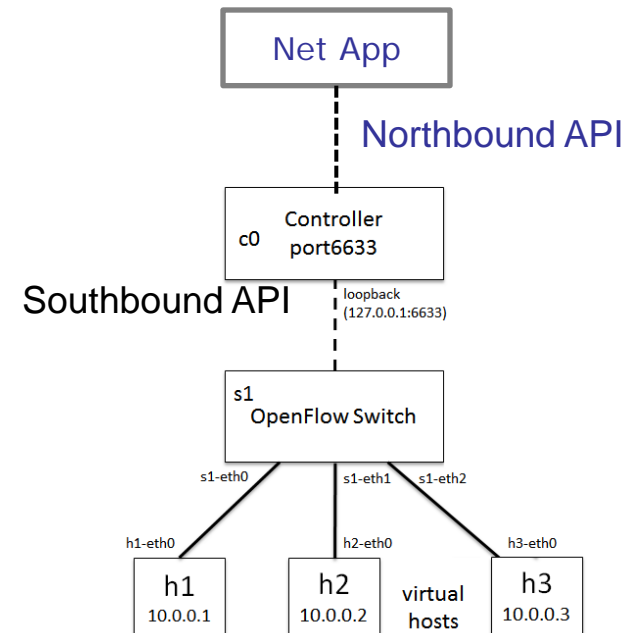 Net App
Northbound API
Controller
c0
port6633
Southbound API
loopback
(127.0.0.1:6633)
s1
OpenFlow Switch
s1-eth0
s1-eth1
s1-eth2
h1-eth0
h2-eth0
h3-eth0
h1
10.0.0.1
h2
10.0.0.2
virtual
hosts
h3
10.0.0.3